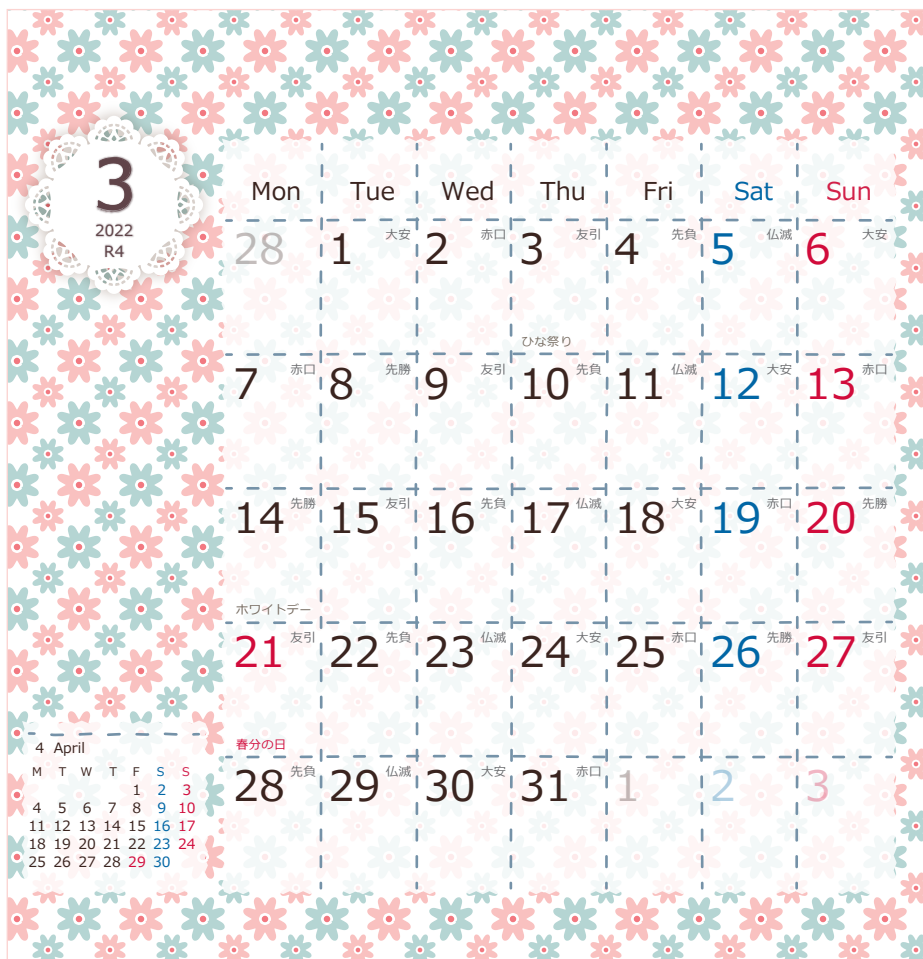 3
2022
R4
Mon Tue Wed Thu Fri Sat Sun
28 1 大安 2 赤口 3 友引 4 先負 5 仏滅 6 大安
ひな祭り
7 赤口 8 先勝 9 友引 10 先負 11 仏滅 12 大安 13 赤口
14 先勝 15 友引 16 先負 17 仏滅 18 大安 19 赤口 20 先勝
ホワイトデー
21 友引 22 先負 23 仏滅 24 大安 25 赤口 26 先勝 27 友引
春分の日
28 先負 29 仏滅 30 大安 31 赤口 1 2 3
4 April
M T W T F S S
1 2 3
4 5 6 7 8 9 10
11 12 13 14 15 16 17
18 19 20 21 22 23 24
25 26 27 28 29 30